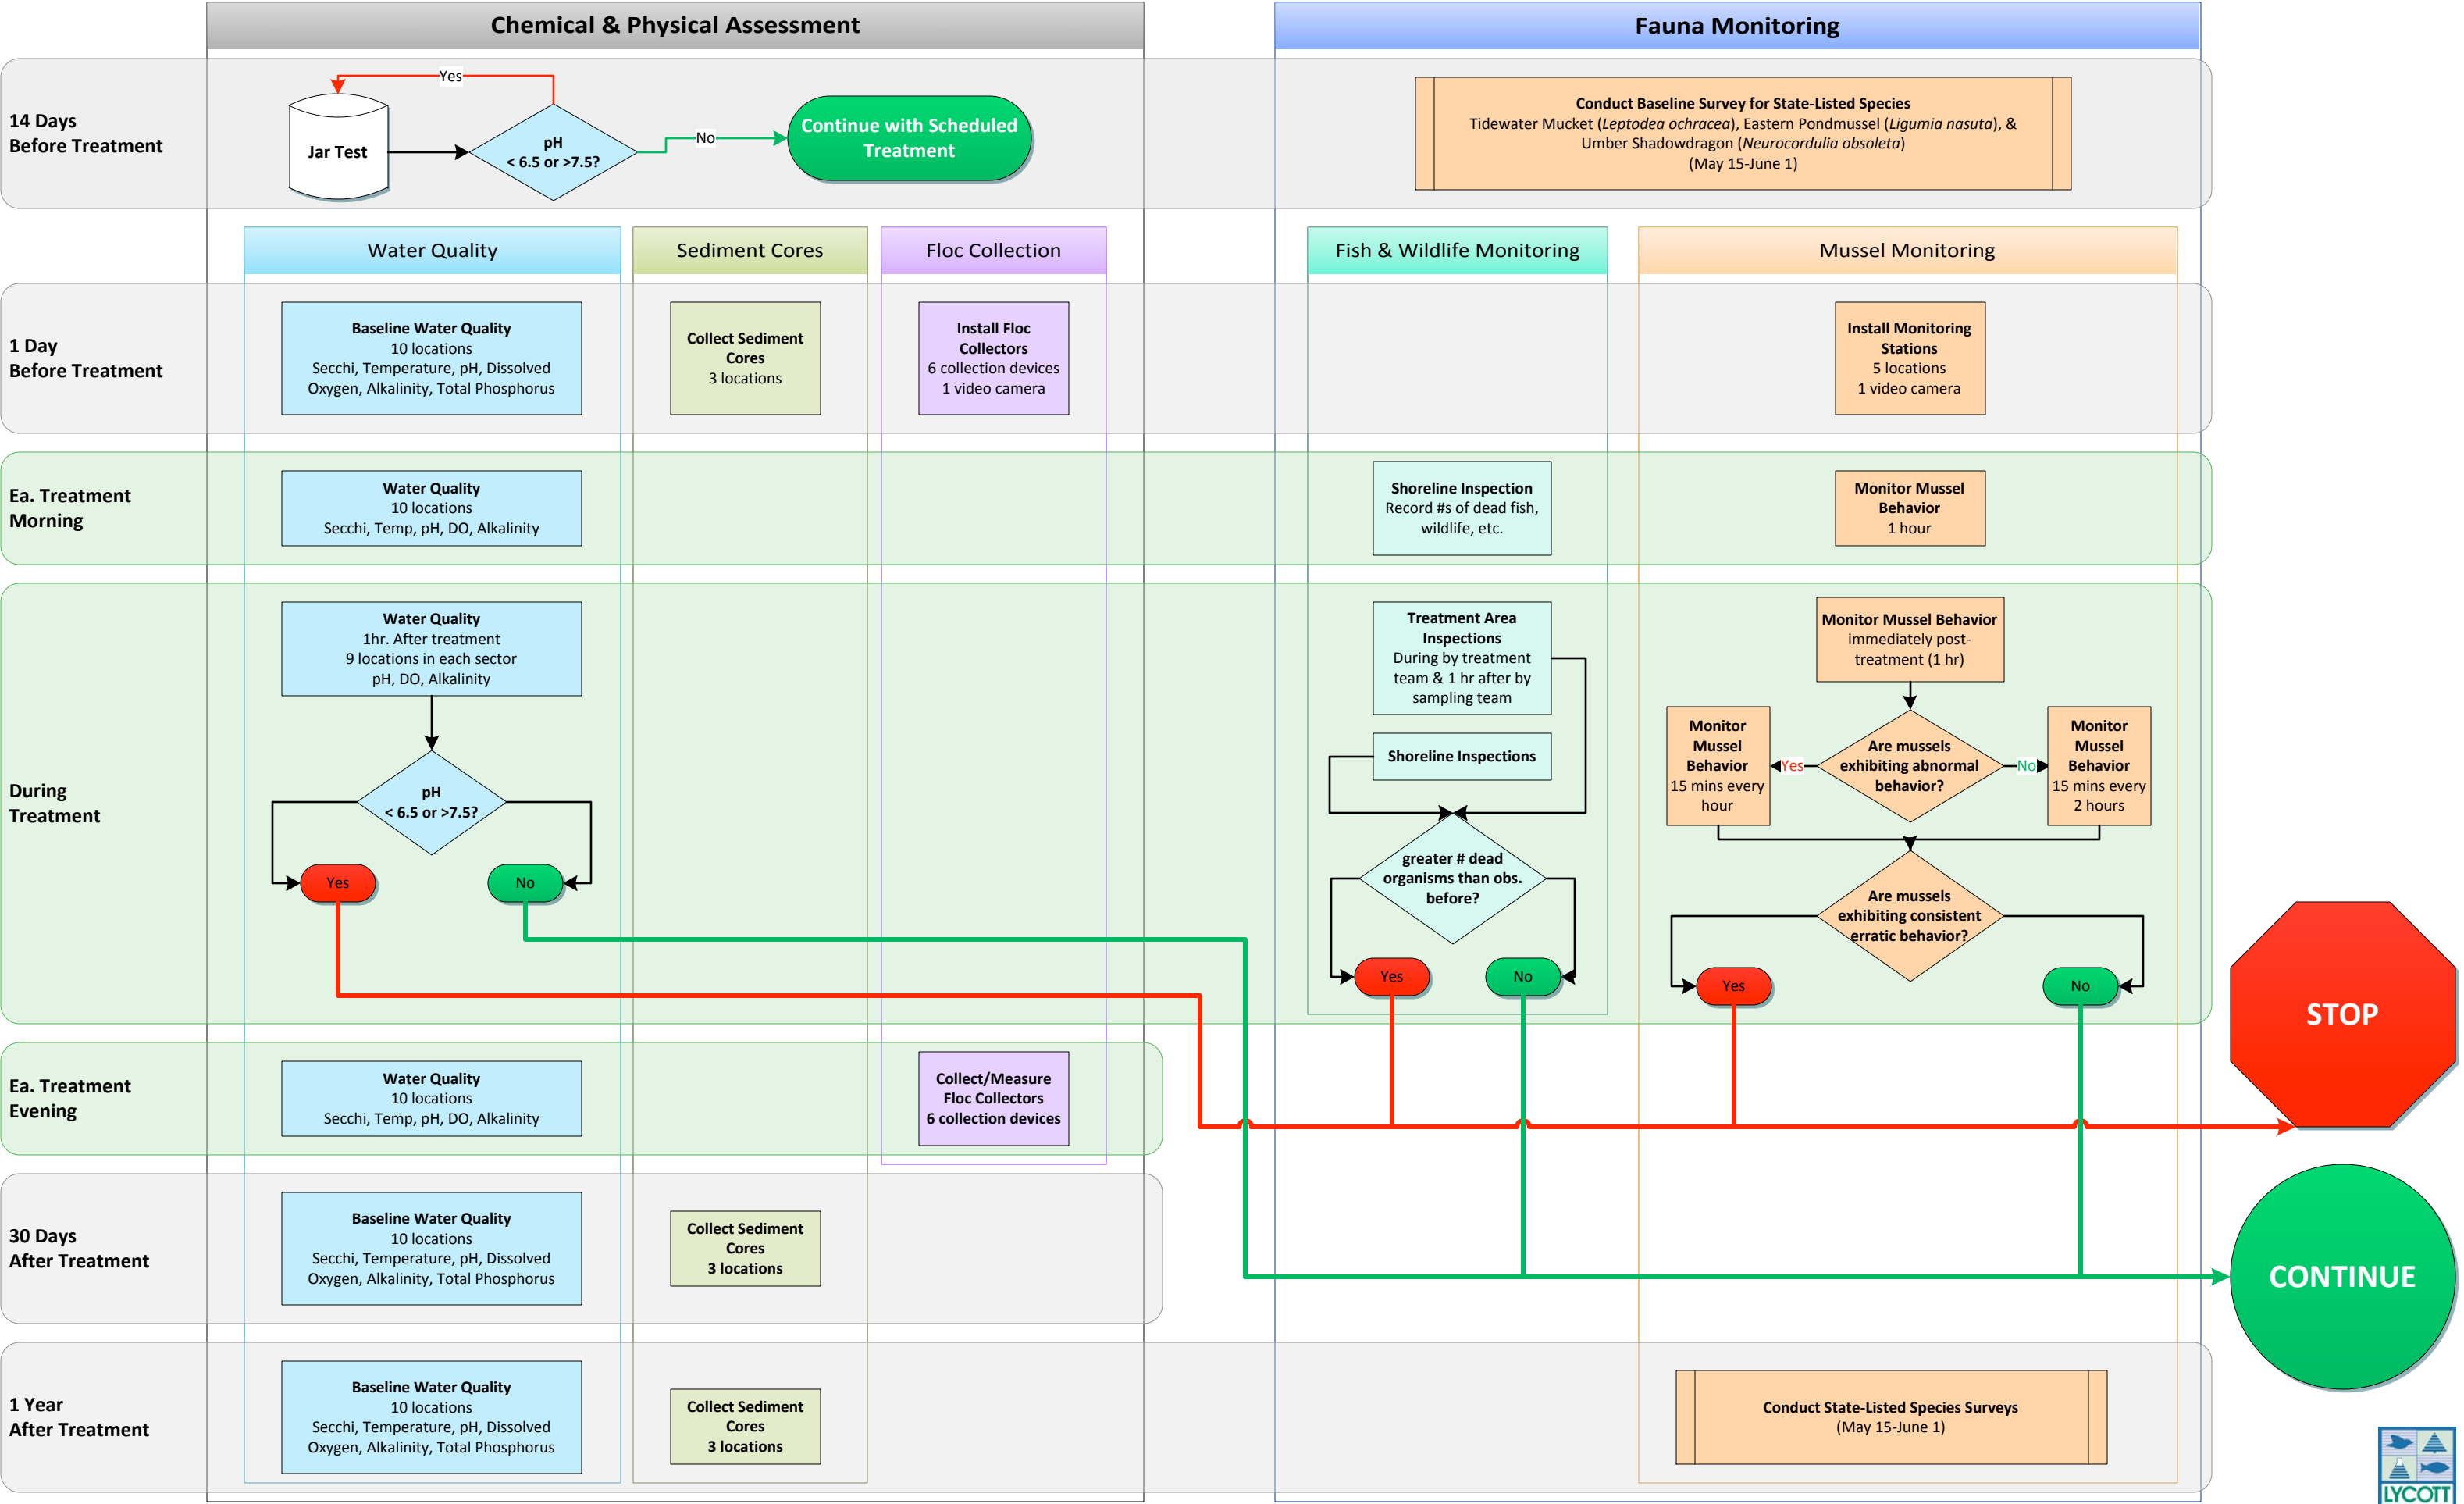 Chemical & Physical Assessment
Fauna Monitoring
14 Days
Before Treatment
Yes
Jar Test
pH
< 6.5 or >7.5?
No
Continue with Scheduled
Treatment
Conduct Baseline Survey for State-Listed Species
Tidewater Mucket (Leptodea ochracea), Eastern Pondmussel (Ligumia nasuta), &
Umber Shadowdragon (Neurocordulia obsoleta)
(May 15-June 1)
Water Quality
Sediment Cores
Floc Collection
Fish & Wildlife Monitoring
Mussel Monitoring
1 Day
Before Treatment
Baseline Water Quality
10 locations
Secchi, Temperature, pH, Dissolved
Oxygen, Alkalinity, Total Phosphorus
Collect Sediment
Cores
3 locations
Install Floc
Collectors
6 collection devices
1 video camera
Install Monitoring
Stations
5 locations
1 video camera
Ea. Treatment
Morning
Water Quality
10 locations
Secchi, Temp, pH, DO, Alkalinity
Shoreline Inspection
Record #s of dead fish,
wildlife, etc.
Monitor Mussel
Behavior
1 hour
During
Treatment
Water Quality
1hr. After treatment
9 locations in each sector
pH, DO, Alkalinity
pH
< 6.5 or >7.5?
Yes
No
Treatment Area
Inspections
During by treatment
team & 1 hr after by
sampling team
Shoreline Inspections
greater # dead
organisms than obs.
before?
Yes
No
Monitor Mussel Behavior
immediately post-
treatment (1 hr)
Monitor
Mussel
Behavior
15 mins every
hour
Yes
Are mussels
exhibiting abnormal
behavior?
No
Monitor
Mussel
Behavior
15 mins every
2 hours
Are mussels
exhibiting consistent
erratic behavior?
Yes
No
STOP
Ea. Treatment
Evening
Water Quality
10 locations
Secchi, Temp, pH, DO, Alkalinity
Collect/Measure
Floc Collectors
6 collection devices
30 Days
After Treatment
Baseline Water Quality
10 locations
Secchi, Temperature, pH, Dissolved
Oxygen, Alkalinity, Total Phosphorus
Collect Sediment
Cores
3 locations
CONTINUE
1 Year
After Treatment
Baseline Water Quality
10 locations
Secchi, Temperature, pH, Dissolved
Oxygen, Alkalinity, Total Phosphorus
Collect Sediment
Cores
3 locations
Conduct State-Listed Species Surveys
(May 15-June 1)
LYCOTT